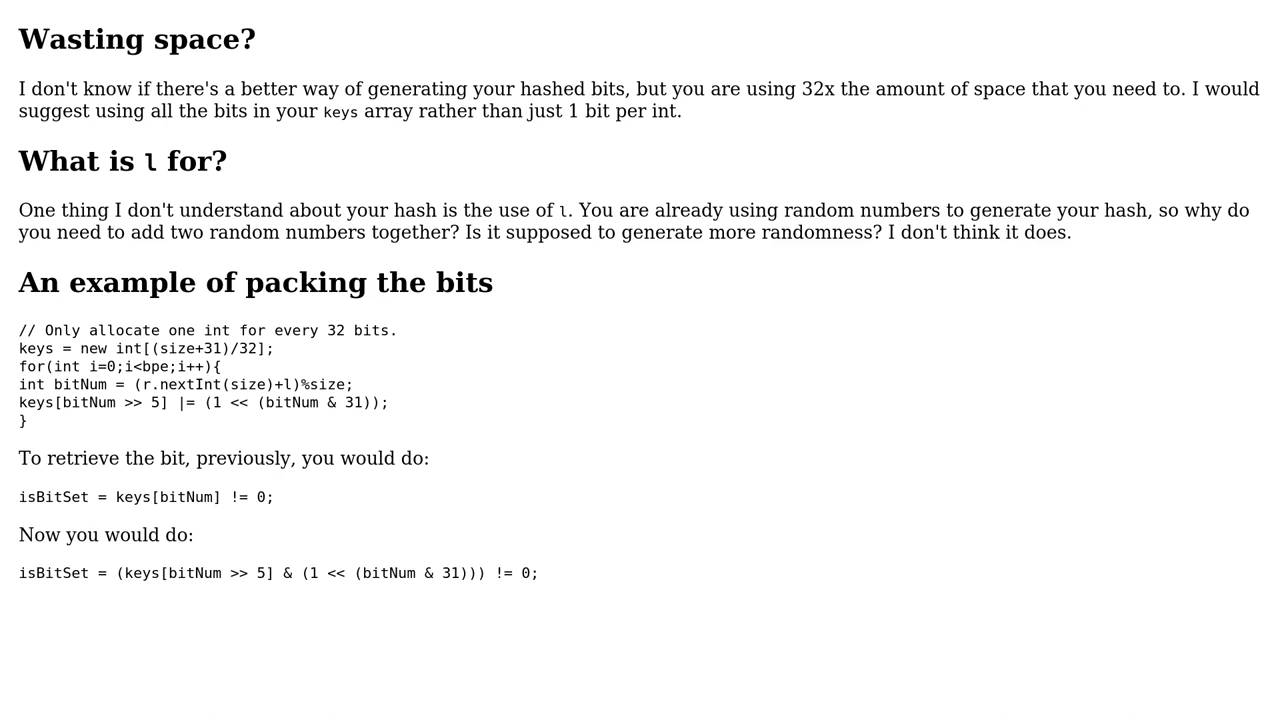 Wasting space?
I don't know if there's a better way of generating your hashed bits, but you are using 32x the amount of space that you need to. I would
suggest using all the bits in your keys array rather than just 1 bit per int.
What is l for?
One thing I don't understand about your hash is the use of l. You are already using random numbers to generate your hash, so why do
you need to add two random numbers together? Is it supposed to generate more randomness? I don't think it does.
An example of packing the bits
// Only allocate one int for every 32 bits.
keys = new int[(size+31)/32];
for(int i=0;i<bpe;i++){
int bitNum = (r.nextInt(size)+l)%size;
keys[bitNum >> 5] |= (1 << (bitNum & 31));
}
To retrieve the bit, previously, you would do:
isBitSet = keys[bitNum] != 0;
Now you would do:
isBitSet = (keys[bitNum >> 5] & (1 << (bitNum & 31))) != 0;